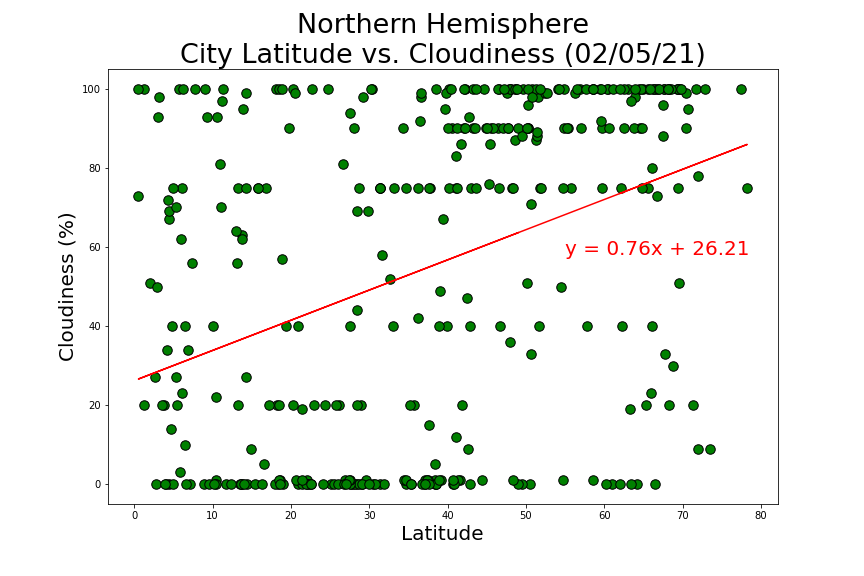 Northern Hemisphere
City Latitude vs. Cloudiness (02/05/21)
100
80
60
40
20
0
Cloudiness (%)
y = 0.76x + 26.21
0 10 20 30 40 50 60 70 80
Latitude